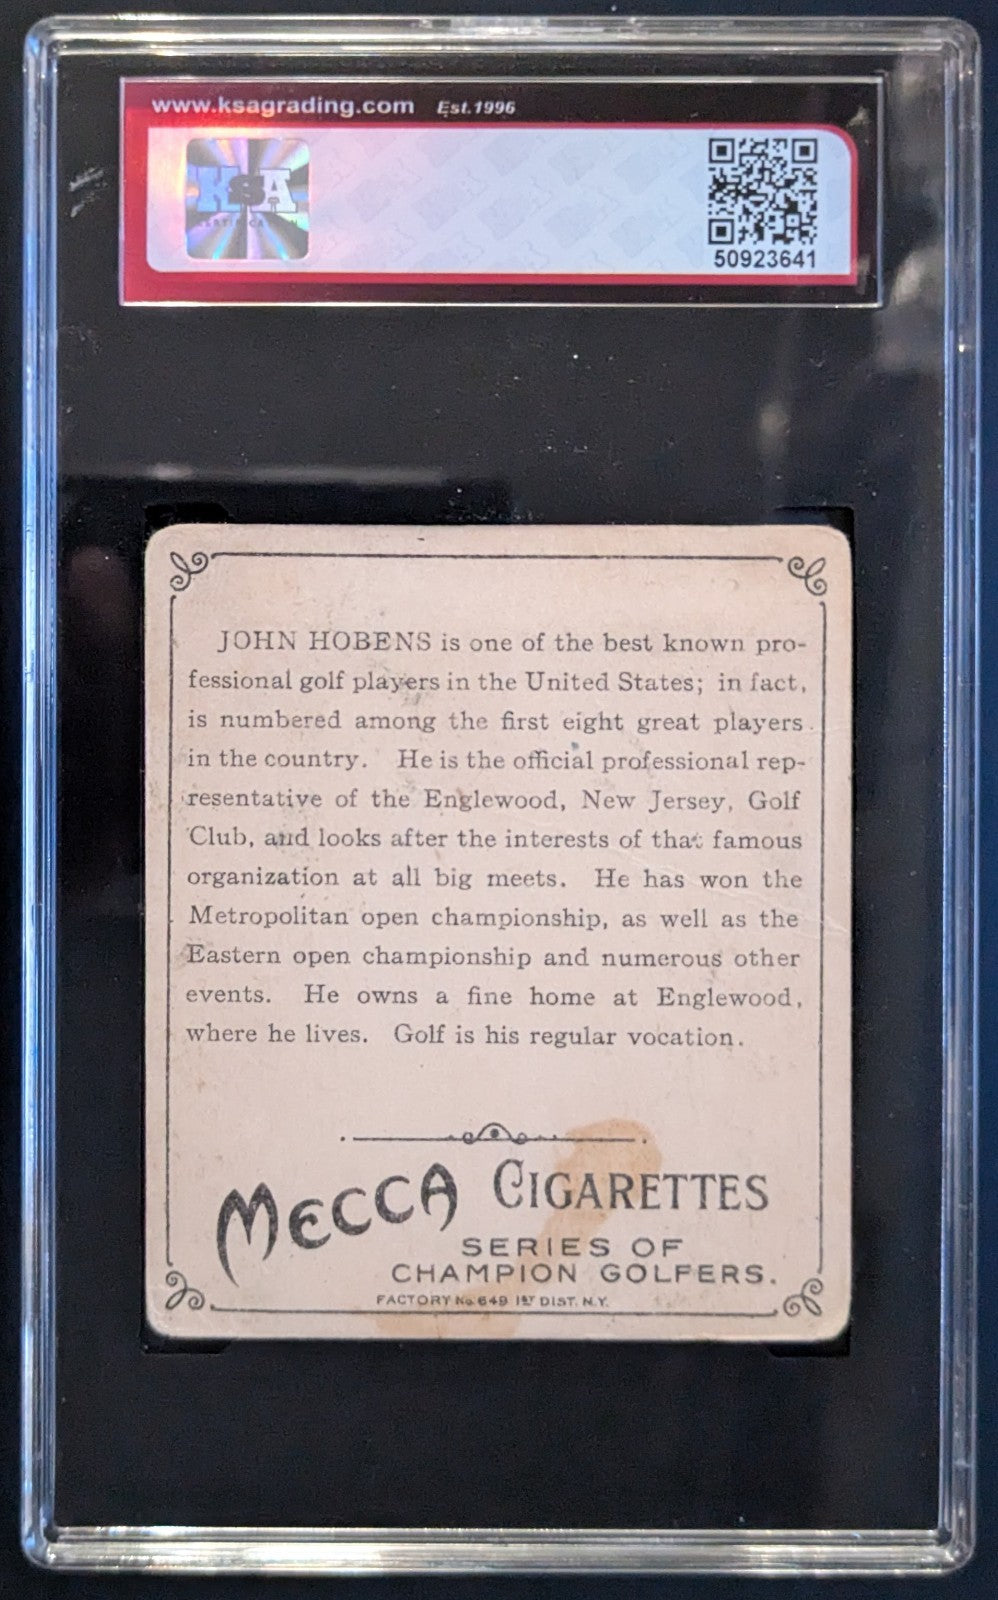 www.ksagrading.com Est.1996
KSA
50923641
JOHN HOBENS is one of the best known pro-
fessional golf players in the United States; in fact,
is numbered among the first eight great players
in the country. He is the official professional rep-
resentative of the Englewood, New Jersey, Golf
Club, and looks after the interests of that famous
organization at all big meets. He has won the
Metropolitan open championship, as well as the
Eastern open championship and numerous other
events. He owns a fine home at Englewood,
where he lives. Golf is his regular vocation.
MECCA CIGARETTES
SERIES OF
CHAMPION GOLFERS.
FACTORY No. 649 1ST DIST. N.Y.